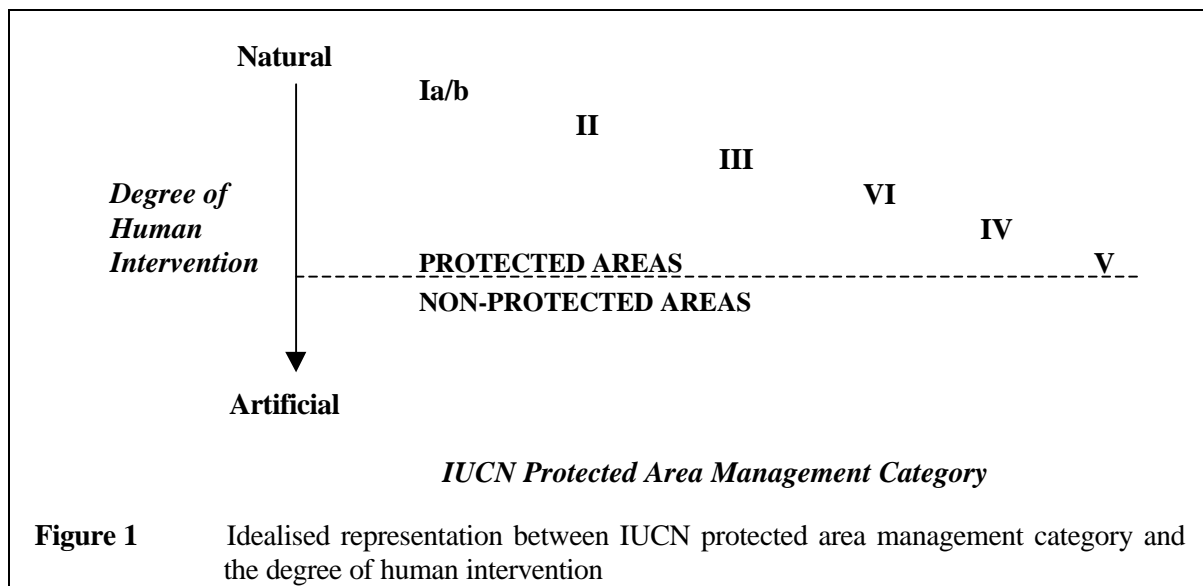 Natural
Ia/b
II
III
Degree of
VI
Human
IV
Intervention
PROTECTED AREAS
V
NON-PROTECTED AREAS
Artificial
IUCN Protected Area Management Category
Figure 1 Idealised representation between IUCN protected area management category and
the degree of human intervention